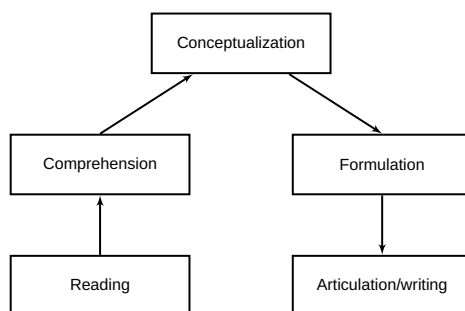 Conceptualization
Comprehension
Formulation
Reading
Articulation/writing